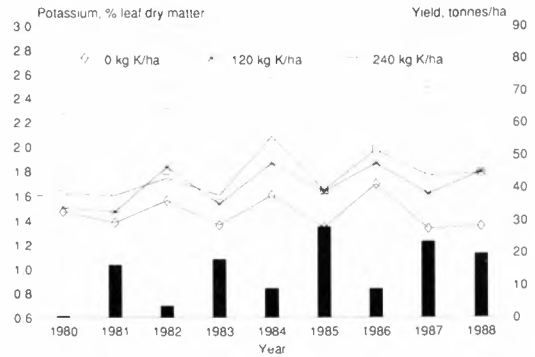 Potassium, % leaf dry matter Yield, tonnes/ha
3 0 90
2 8 80
2 6 0 kg K/ha 120 kg K/ha 240 kg K/ha
2 4 70
2 2 60
2 0 50
1 8
1 6 40
1 4 30
1 2 20
1 0
0 8 10
0 6 0
1980 1981 1982 1983 1984 1985 1986 1987 1988
Year